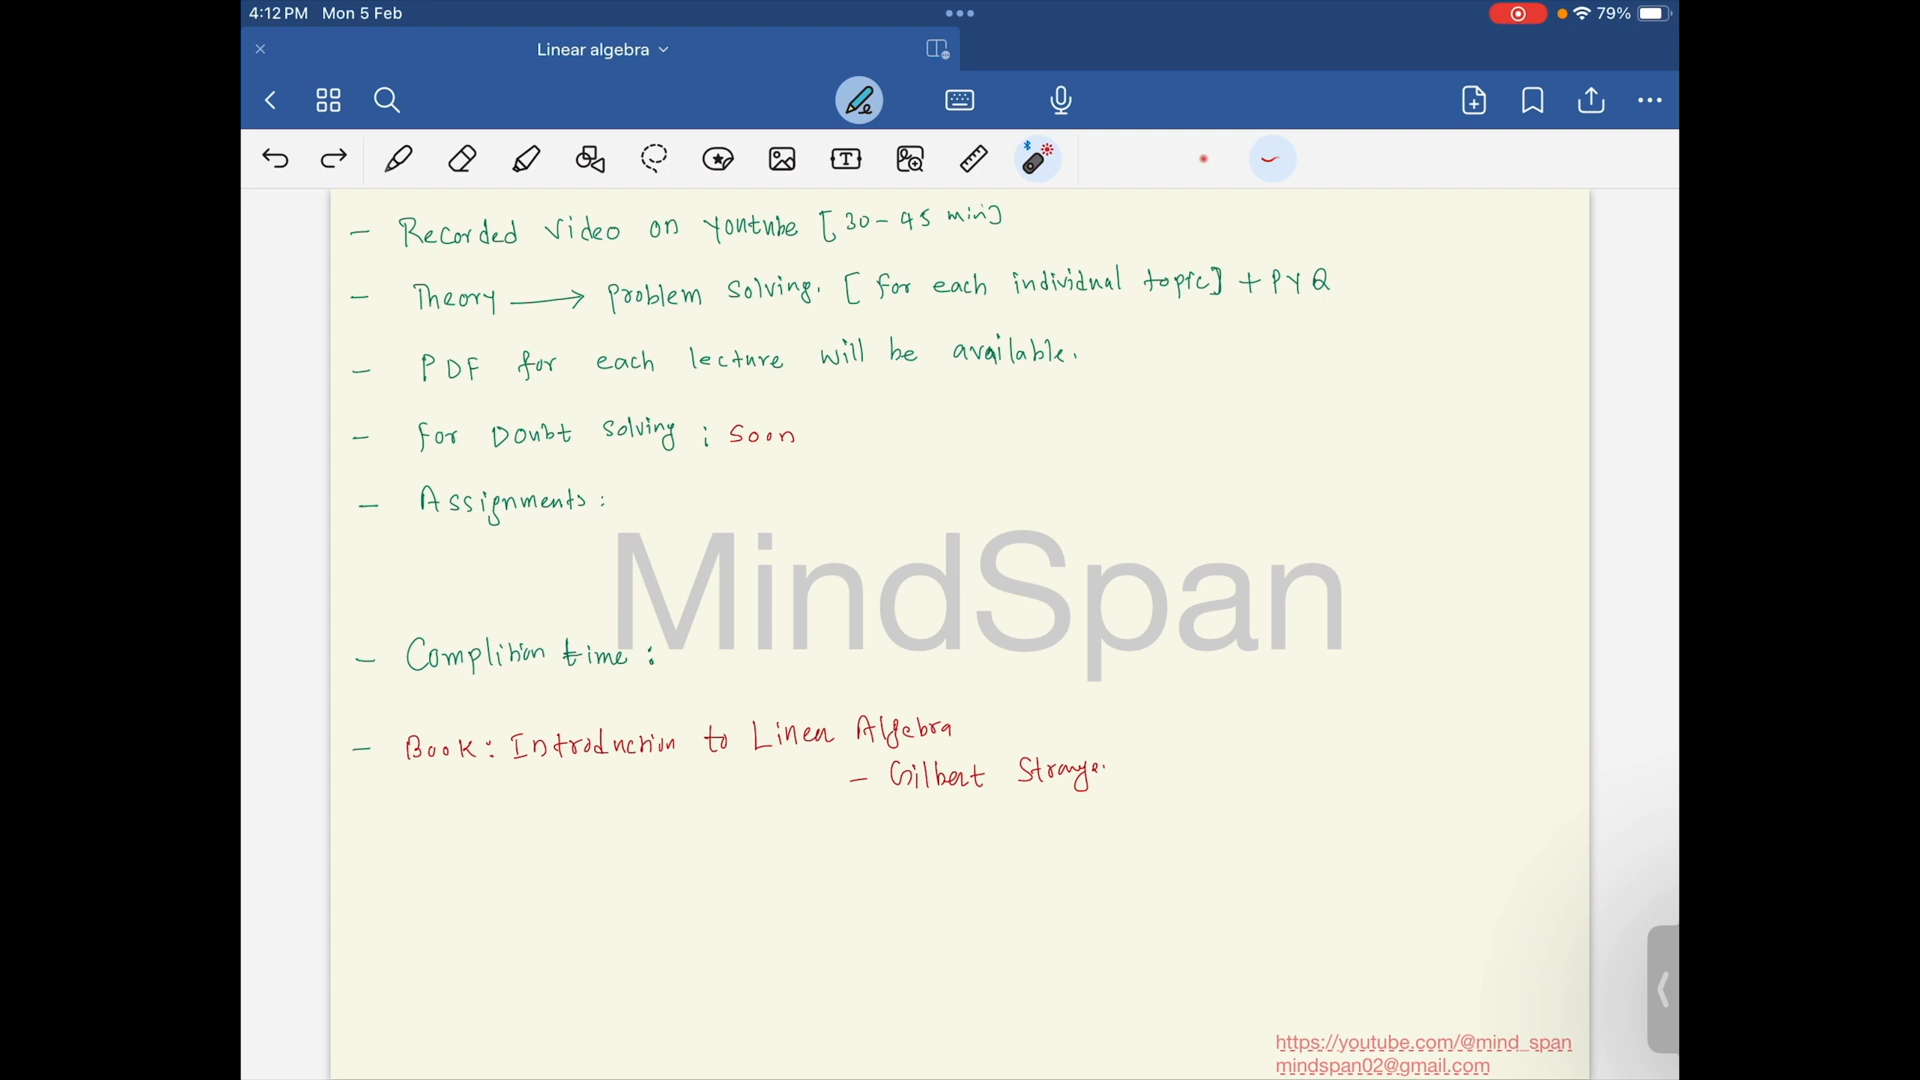 4:12 PM Mon 5 Feb
79%
Linear algebra
- Recorded video on Youtube [30-45 min]
- Theory → Problem Solving. [for each individual topic] + PYQ
- PDF for each lecture will be available.
- for Doubt solving : Soon
- Assignments :
MindSpan
- Complition time :
- Book: Introduction to Linear Algebra
- Gilbert Strange.
https://youtube.com/@mind_span
mindspan02@gmail.com